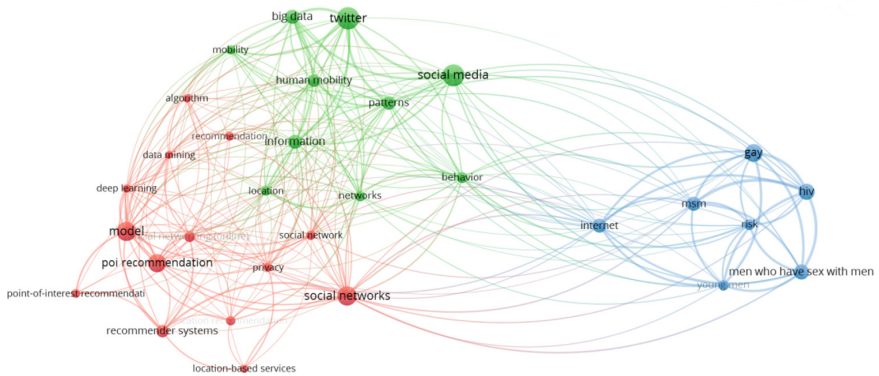 big data
twitter
mobility
social media
human mobility
algorithm
patterns
recommendation
information
data mining
gay
deep learning
location
networks
behavior
hiv
msm
model
social network
internet
risk
poi recommendation
privacy
men who have sex with men
young men
point-of-interest recommendati
social networks
recommender systems
location-based services